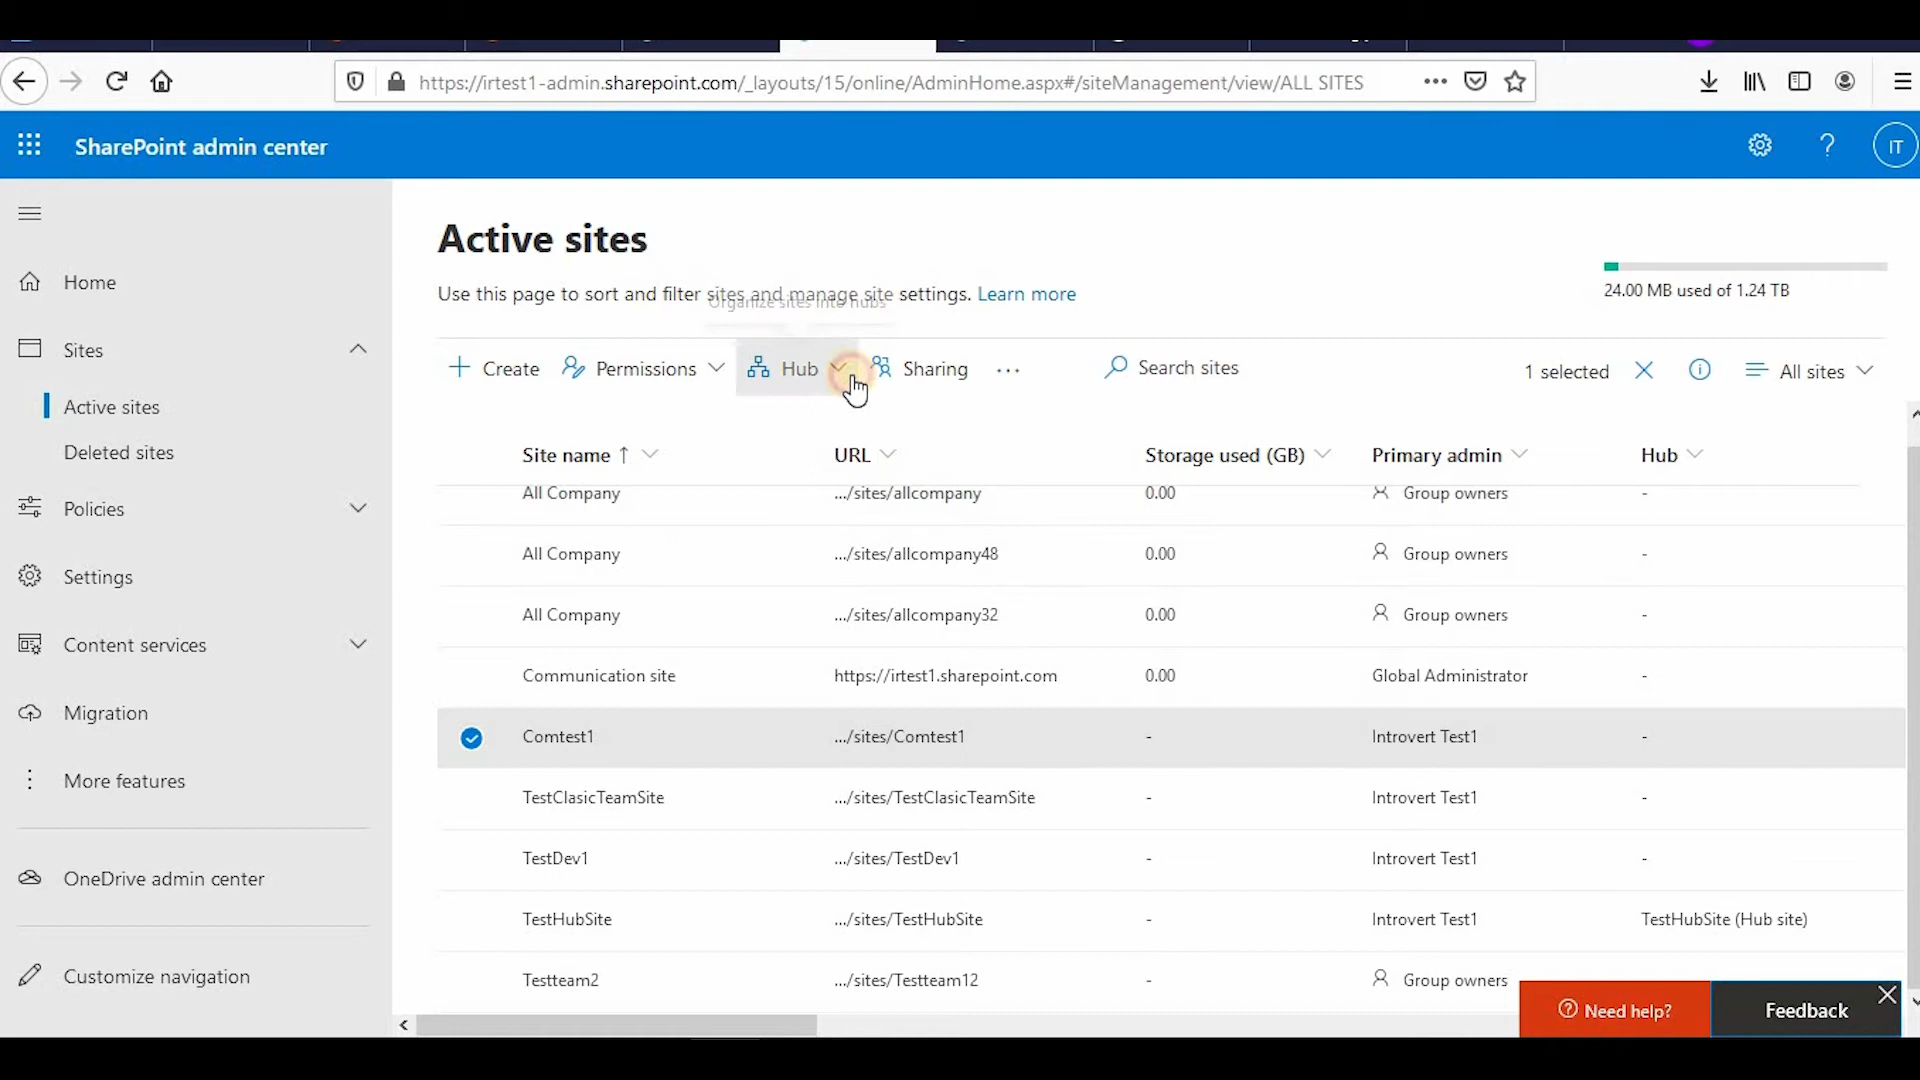 https://irtest1-admin.sharepoint.com/_layouts/15/online/AdminHome.aspx#/siteManagement/view/ALL SITES
SharePoint admin center
IT
Active sites
Use this page to sort and filter sites and manage site settings. Learn more
Organize sites into hubs
24.00 MB used of 1.24 TB
Home
Sites
Active sites
Deleted sites
Policies
Settings
Content services
Migration
More features
OneDrive admin center
Customize navigation
Create Permissions Hub Sharing Search sites 1 selected All sites
Site name URL Storage used (GB) Primary admin Hub
All Company .../sites/allcompany 0.00 Group owners -
All Company .../sites/allcompany48 0.00 Group owners -
All Company .../sites/allcompany32 0.00 Group owners -
Communication site https://irtest1.sharepoint.com 0.00 Global Administrator -
Comtest1 .../sites/Comtest1 - Introvert Test1 -
TestClasicTeamSite .../sites/TestClasicTeamSite - Introvert Test1 -
TestDev1 .../sites/TestDev1 - Introvert Test1 -
TestHubSite .../sites/TestHubSite - Introvert Test1 TestHubSite (Hub site)
Testteam2 .../sites/Testteam12 - Group owners
Need help?
Feedback